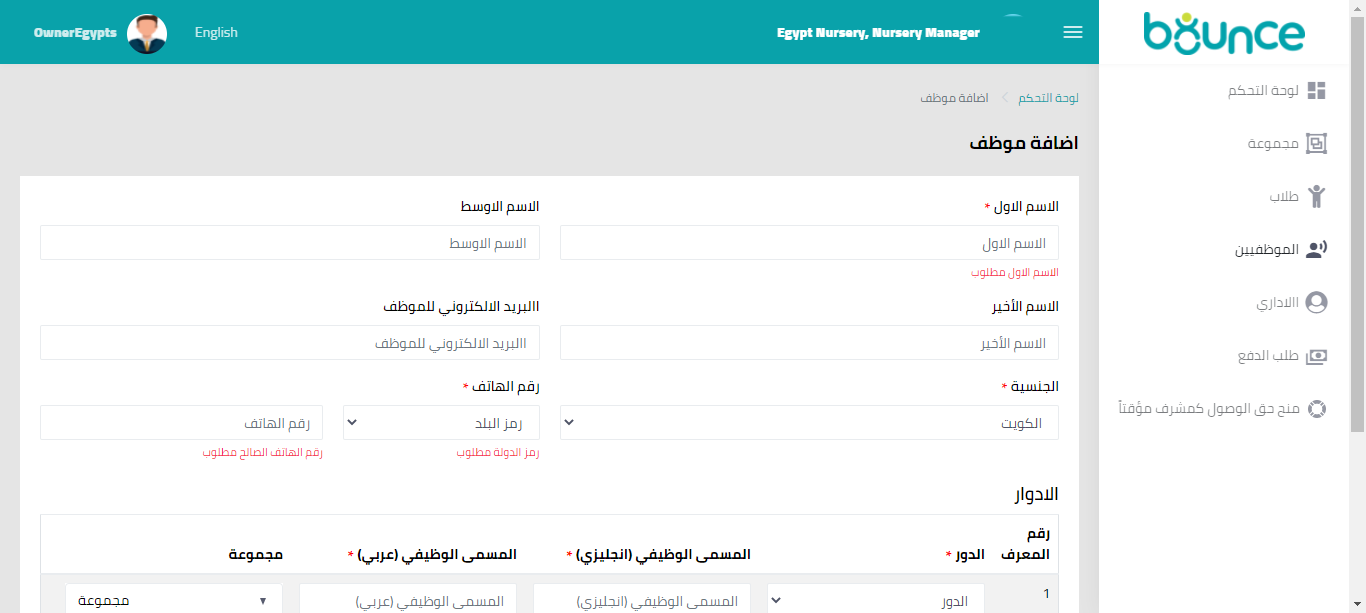 bounce
Egypt Nursery, Nursery Manager
English
OwnerEgypts
لوحة التحكم
مجموعة
طلاب
الموظفيين
االاداري
طلب الدفع
منح حق الوصول كمشرف مؤقتاً
لوحة التحكم
اضافة موظف
اضافة موظف
الاسم الاول *
الاسم الاوسط
الاسم الاول
الاسم الاوسط
الاسم الاول مطلوب
الاسم الأخير
االبريد الالكتروني للموظف
الاسم الأخير
االبريد الالكتروني للموظف
الجنسية *
رقم الهاتف *
الكويت
رمز البلد
رقم الهاتف
رمز الدولة مطلوب
رقم الهاتف الصالح مطلوب
الادوار
رقم المعرف
الدور *
المسمى الوظيفي (انجليزي) *
المسمى الوظيفي (عربي) *
مجموعة
1
الدور
المسمى الوظيفي (انجليزي)
المسمى الوظيفي (عربي)
مجموعة